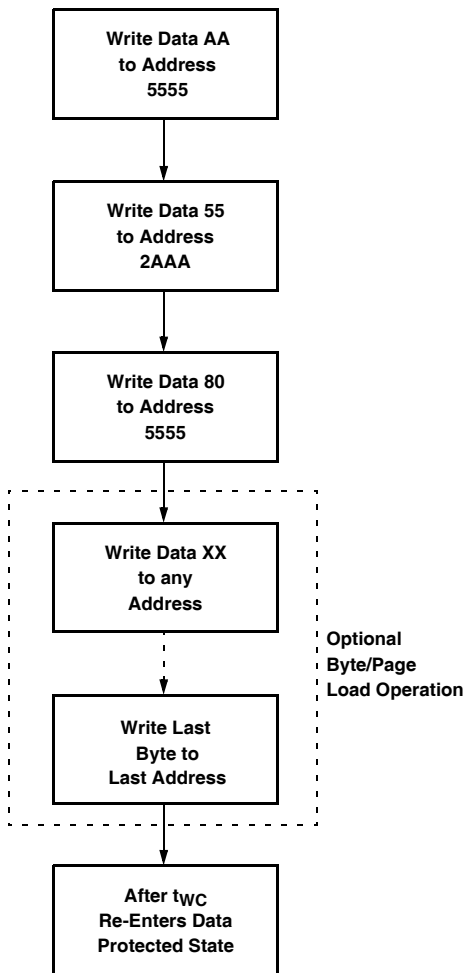 Write Data AA
to Address
5555
Write Data 55
to Address
2AAA
Write Data 80
to Address
5555
Write Data XX
to any
Address
Optional
Byte/Page
Load Operation
Write Last
Byte to
Last Address
After tWC
Re-Enters Data
Protected State